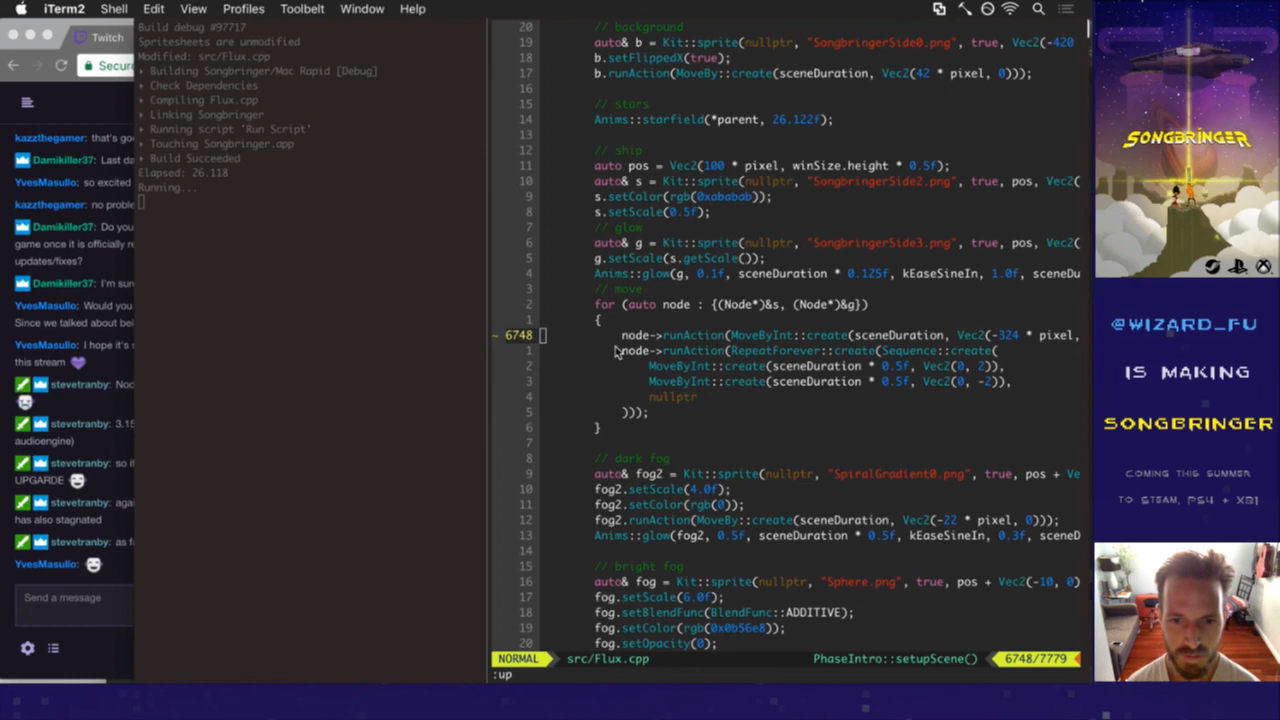 iTerm2 Shell Edit View Profiles Toolbelt Window Help
Twitch
Secure
kazzthegamer: that's
Damikiller37: Last
YvesMasullo: so excited
kazzthegamer: no
Damikiller37: Do
game once it is officially
updates/fixes?
Damikiller37: I'm
YvesMasullo: Would
Since we talked about
YvesMasullo: I hope it's
this stream
stevetranby:
stevetranby: 3.15
audioengine)
stevetranby: so
UPGARDE
stevetranby:
has also stagnated
stevetranby: as
YvesMasullo:
Send a message
Build debug #97717
Spritesheets are unmodified
Modified: src/Flux.cpp
Building Songbringer/Mac Rapid [Debug]
Check Dependencies
Compiling Flux.cpp
Linking Songbringer
Running script 'Run Script'
Touching Songbringer.app
Build Succeeded
Elapsed: 26.118
Running...
20 // background
19 auto& b = Kit::sprite(nullptr, "SongbringerSide0.png", true, Vec2(-420
18 b.setFlippedX(true);
17 b.runAction(MoveBy::create(sceneDuration, Vec2(42 * pixel, 0)));
16
15 // stars
14 Anims::starfield(*parent, 26.122f);
13
12 // ship
11 auto pos = Vec2(100 * pixel, winSize.height * 0.5f);
10 auto& s = Kit::sprite(nullptr, "SongbringerSide2.png", true, pos, Vec2(
9 s.setColor(rgb(0xababab));
8 s.setScale(0.5f);
7 // glow
6 auto& g = Kit::sprite(nullptr, "SongbringerSide3.png", true, pos, Vec2(
5 g.setScale(s.getScale());
4 Anims::glow(g, 0.1f, sceneDuration * 0.125f, kEaseSineIn, 1.0f, sceneDu
3 // move
2 for (auto node : {(Node*)&s, (Node*)&g})
1 {
~ 6748 node->runAction(MoveByInt::create(sceneDuration, Vec2(-324 * pixel,
1 node->runAction(RepeatForever::create(Sequence::create(
2 MoveByInt::create(sceneDuration * 0.5f, Vec2(0, 2)),
3 MoveByInt::create(sceneDuration * 0.5f, Vec2(0, -2)),
4 nullptr
5 )));
6 }
7
8 // dark fog
9 auto& fog2 = Kit::sprite(nullptr, "SpiralGradient0.png", true, pos + Ve
10 fog2.setScale(4.0f);
11 fog2.setColor(rgb(0));
12 fog2.runAction(MoveBy::create(sceneDuration, Vec2(-22 * pixel, 0)));
13 Anims::glow(fog2, 0.5f, sceneDuration * 0.5f, kEaseSineIn, 0.3f, sceneD
14
15 // bright fog
16 auto& fog = Kit::sprite(nullptr, "Sphere.png", true, pos + Vec2(-10, 0)
17 fog.setScale(6.0f);
18 fog.setBlendFunc(BlendFunc::ADDITIVE);
19 fog.setColor(rgb(0x0b56e8));
20 fog.setOpacity(0);
NORMAL src/Flux.cpp PhaseIntro::setupScene() 6748/7779
:up
SONGBRINGER
@WIZARD_FU
IS MAKING
SONGBRINGER
COMING THIS SUMMER
TO STEAM, PS4 + XB1